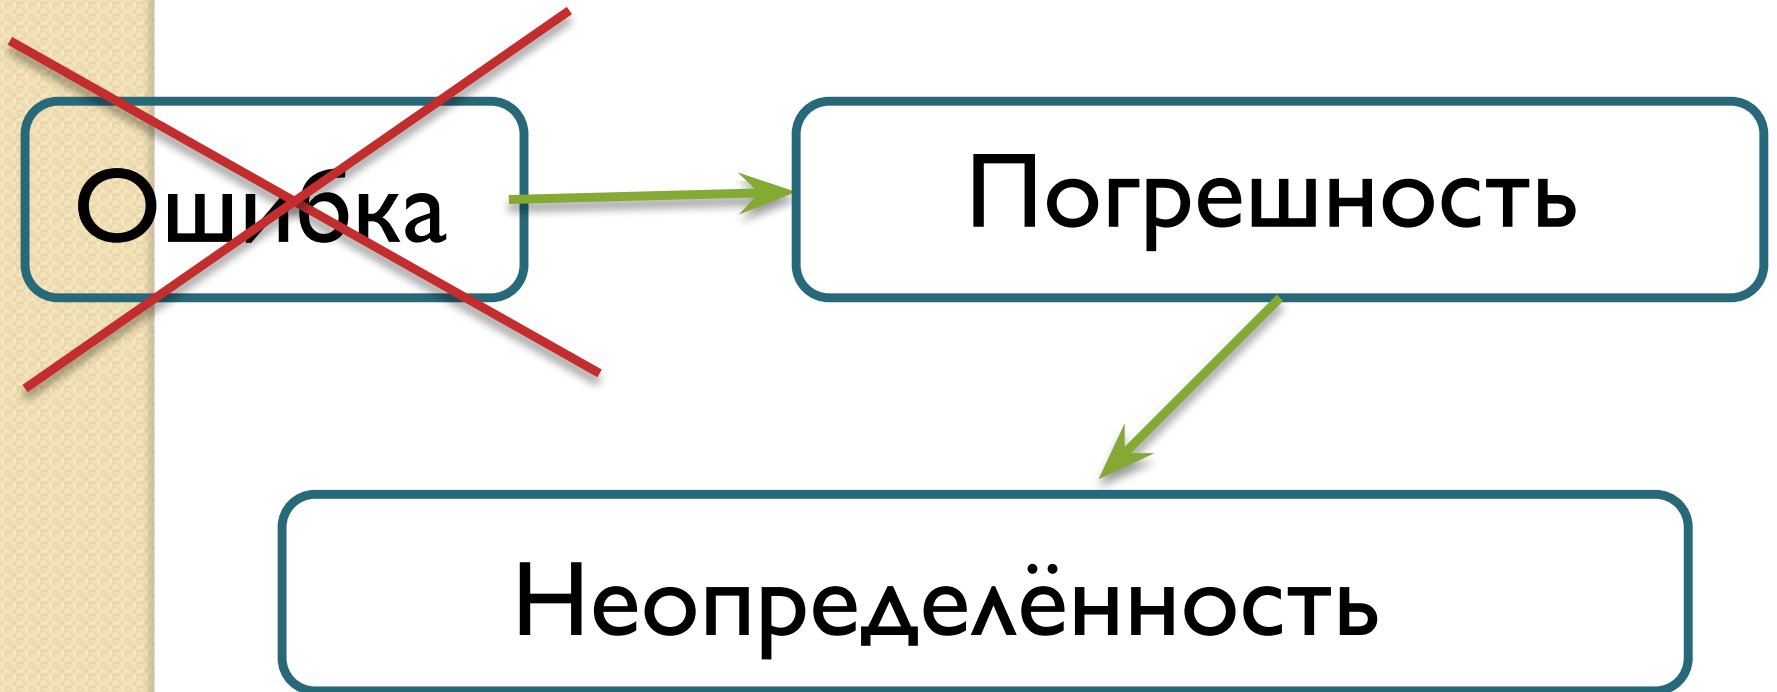 Ошибка
Погрешность
Неопределённость